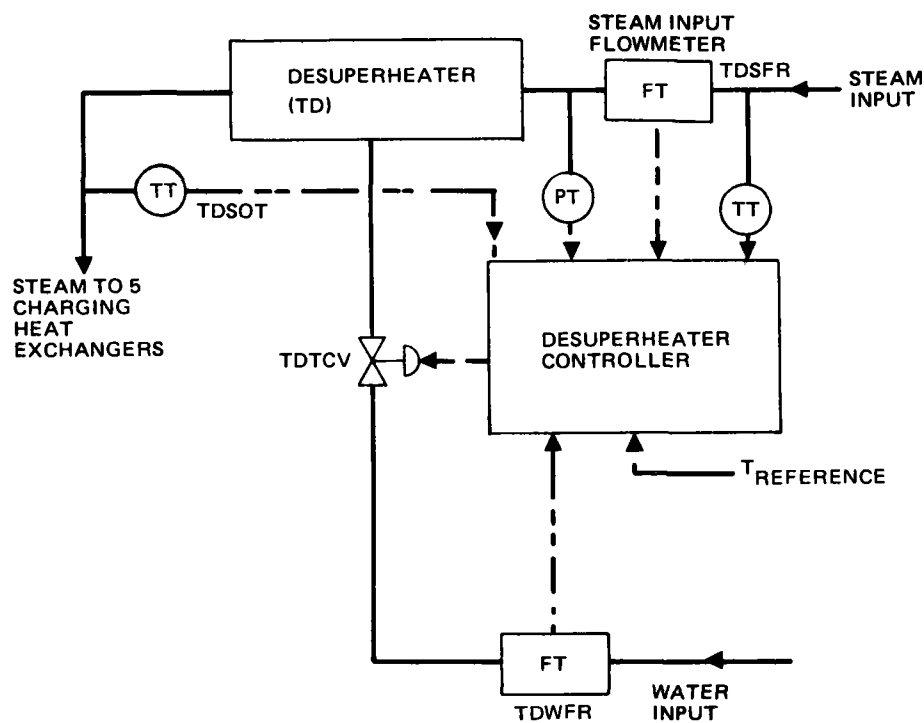 STEAM INPUT
FLOWMETER
DESUPERHEATER
(TD)
FT
TDSFR
STEAM
INPUT
TT
TDSOT
PT
TT
STEAM TO 5
CHARGING
HEAT
EXCHANGERS
TDTCV
DESUPERHEATER
CONTROLLER
TREFERENCE
FT
TDWFR
WATER
INPUT